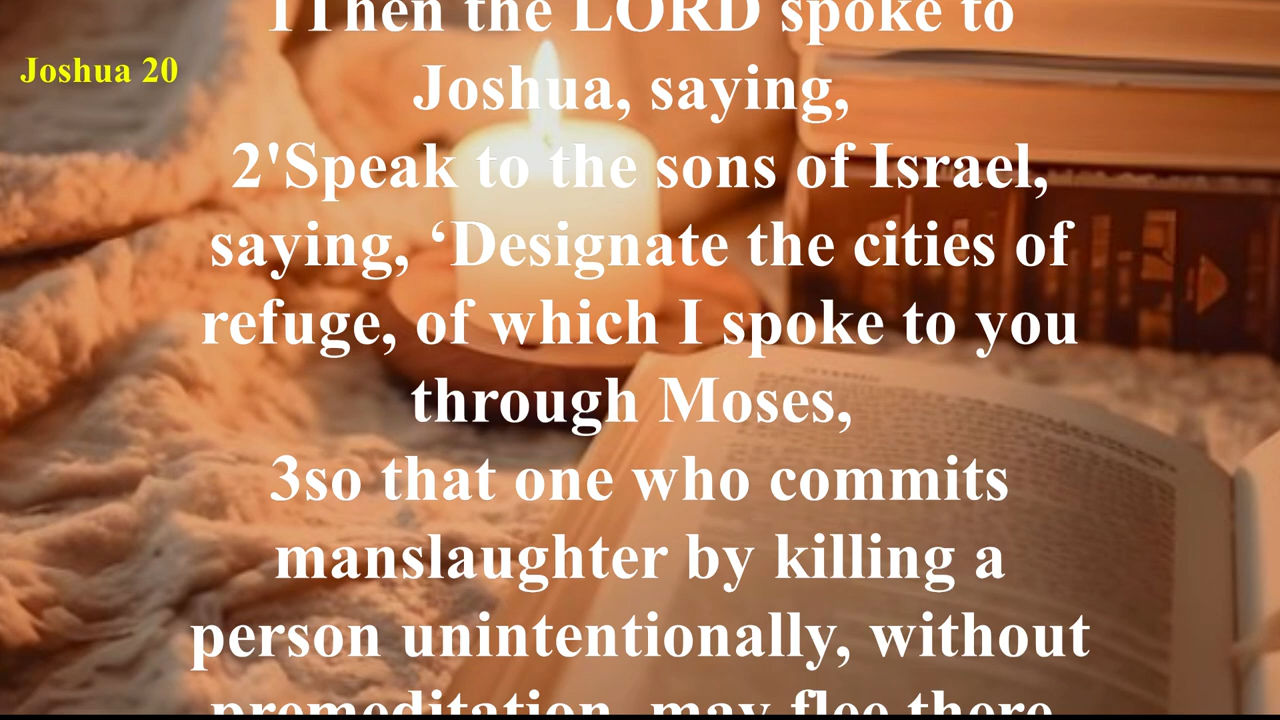 1Then the LORD spoke to
Joshua 20
Joshua, saying,
2'Speak to the sons of Israel,
saying, ‘Designate the cities of
refuge, of which I spoke to you
through Moses,
3so that one who commits
manslaughter by killing a
person unintentionally, without
premeditation, may flee there,